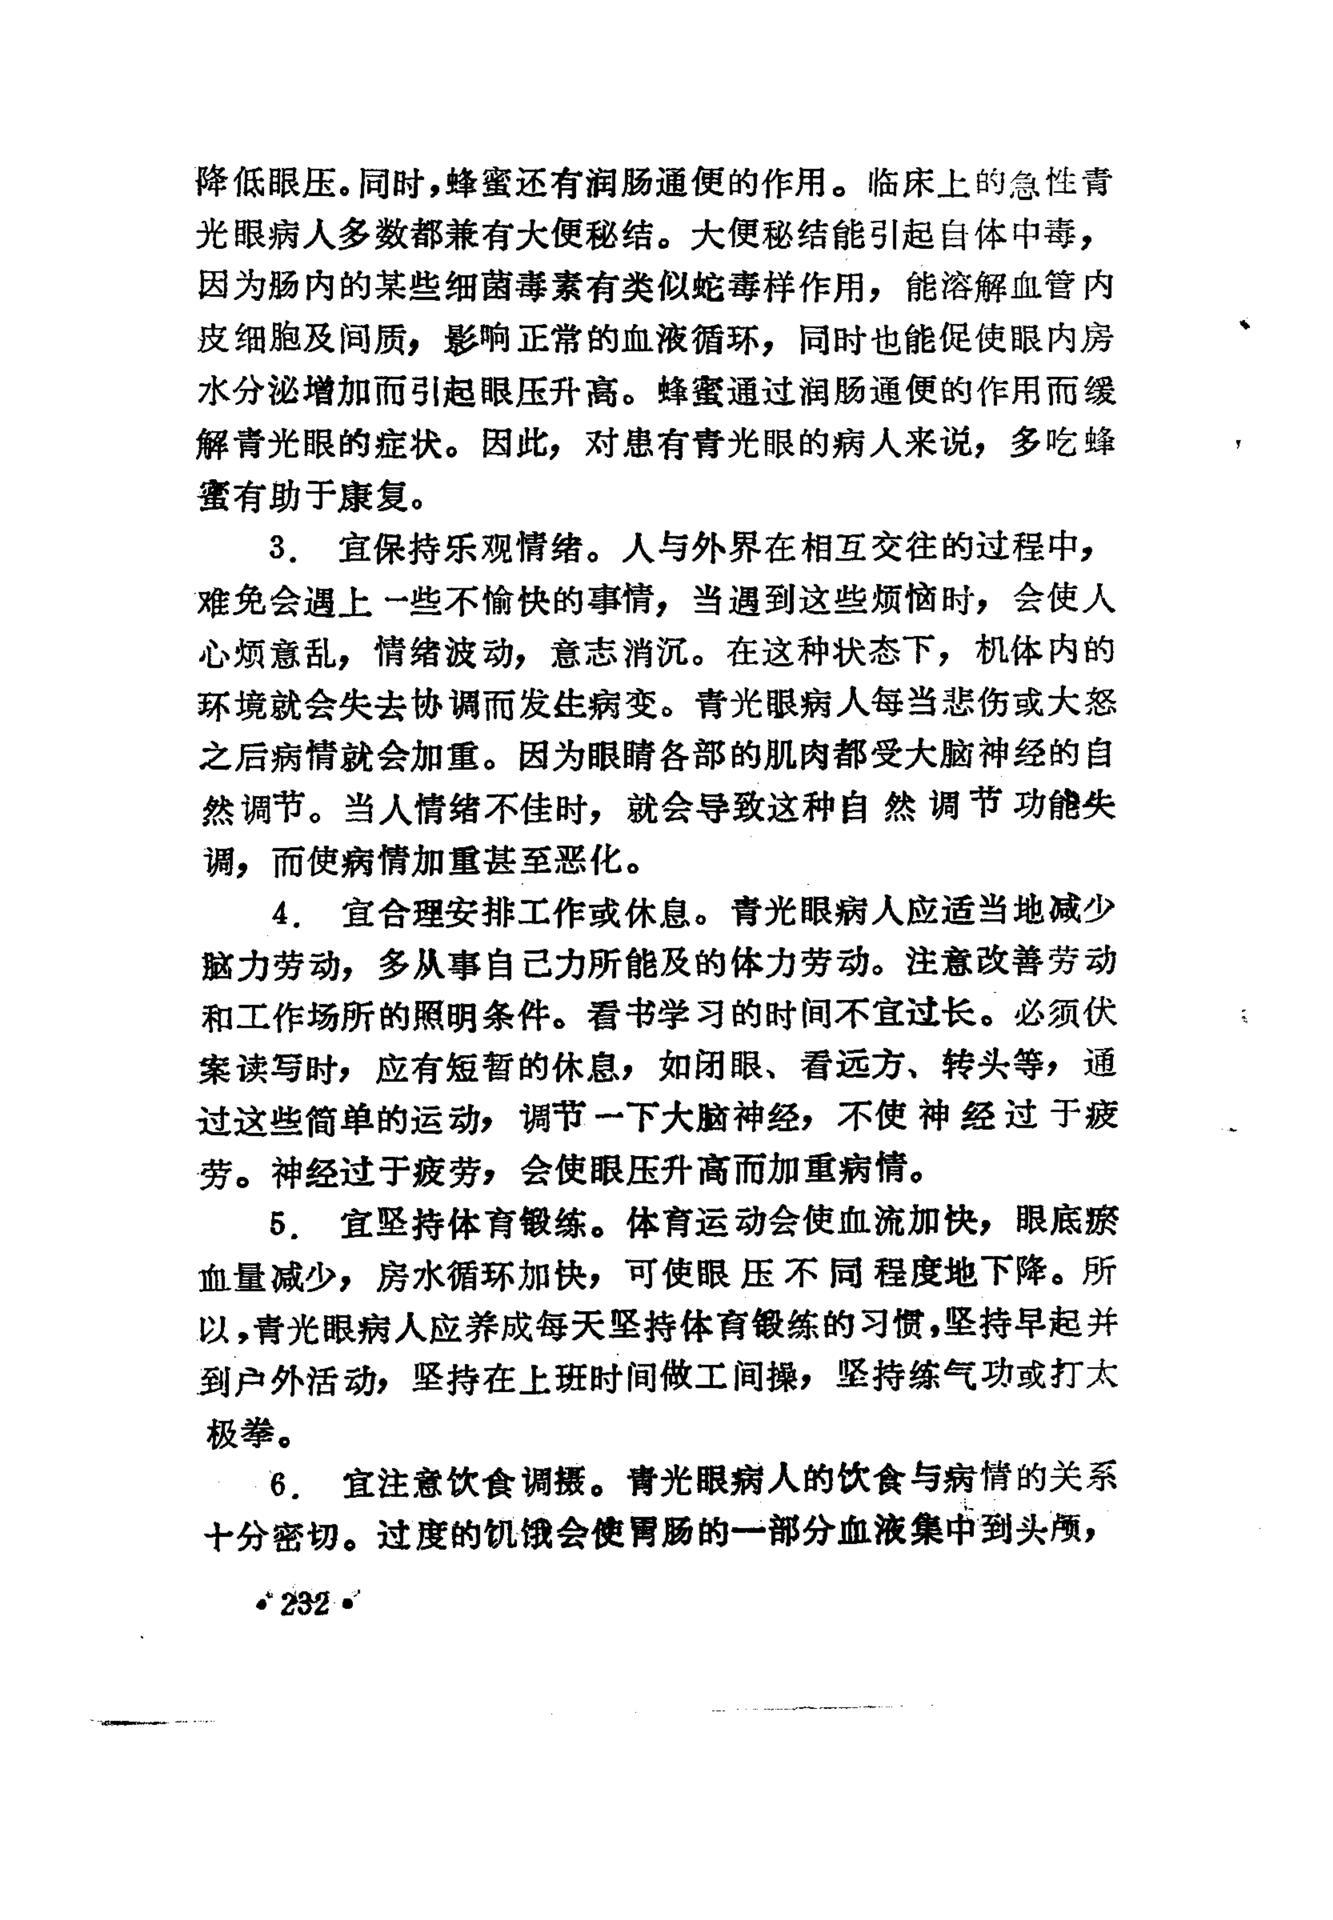 降低眼压。同时，蜂蜜还有润肠通便的作用。临床上的急性青
光眼病人多数都兼有大便秘结。大便秘结能引起自体中毒，
因为肠内的某些细菌毒素有类似蛇毒样作用，能溶解血管内
皮细胞及间质，影响正常的血液循环，同时也能促使眼内房
水分泌增加而引起眼压升高。蜂蜜通过润肠通便的作用而缓
解青光眼的症状。因此，对患有青光眼的病人来说，多吃蜂
蜜有助于康复。
3．宜保持乐观情绪。人与外界在相互交往的过程中，
难免会遇上一些不愉快的事情，当遇到这些烦恼时，会使人
心烦意乱，情绪波动，意志消沉。在这种状态下，机体内的
环境就会失去协调而发生病变。青光眼病人每当悲伤或大怒
之后病情就会加重。因为眼睛各部的肌肉都受大脑神经的自
然调节。当人情绪不佳时，就会导致这种自然调节功能失
调，而使病情加重甚至恶化。
4．宜合理安排工作或休息。青光眼病人应适当地减少
脑力劳动，多从事自己力所能及的体力劳动。注意改善劳动
和工作场所的照明条件。看书学习的时间不宜过长。必须伏
案读写时，应有短暂的休息，如闭眼、看远方、转头等，通
过这些简单的运动，调节一下大脑神经，不使神经过于疲
劳。神经过于疲劳，会使眼压升高而加重病情。
5．宜坚持体育锻练。体育运动会使血流加快，眼底瘀
血量减少，房水循环加快，可使眼压不同程度地下降。所
以，青光眼病人应养成每天坚持体育锻练的习惯，坚持早起并
到户外活动，坚持在上班时间做工间操，坚持练气功或打太
极拳。
6．宜注意饮食调摄。青光眼病人的饮食与病情的关系
十分密切。过度的饥饿会使胃肠的一部分血液集中到头颅，
·232·